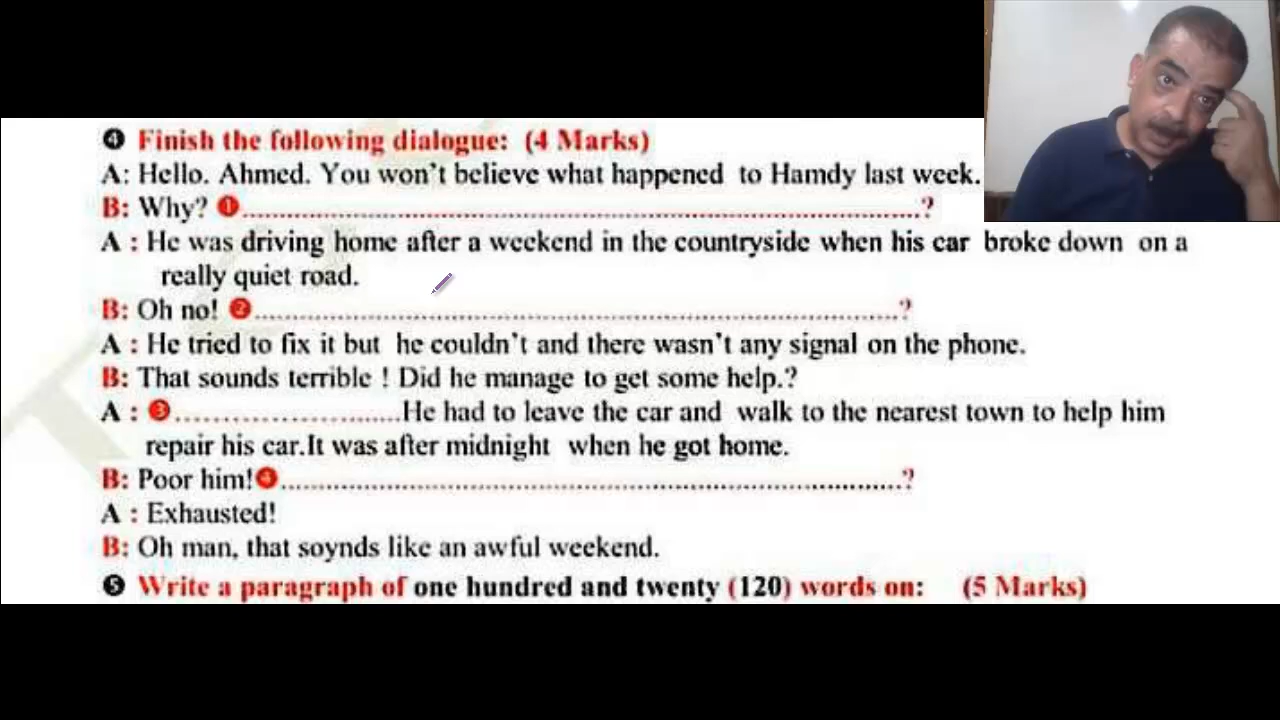 ❹ Finish the following dialogue: (4 Marks)
A: Hello. Ahmed. You won't believe what happened to Hamdy last week.
B: Why? ❶.......................................................................................?
A : He was driving home after a weekend in the countryside when his car broke down on a
really quiet road.
B: Oh no! ❷.......................................................................................?
A : He tried to fix it but he couldn't and there wasn't any signal on the phone.
B: That sounds terrible ! Did he manage to get some help.?
A : ❸..........................He had to leave the car and walk to the nearest town to help him
repair his car.It was after midnight when he got home.
B: Poor him!❹.......................................................................................?
A : Exhausted!
B: Oh man, that soynds like an awful weekend.
❺ Write a paragraph of one hundred and twenty (120) words on: (5 Marks)